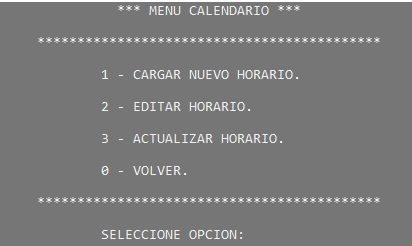 *** MENU CALENDARIO ***
*******************************************
1 - CARGAR NUEVO HORARIO.
2 - EDITAR HORARIO.
3 - ACTUALIZAR HORARIO.
0 - VOLVER.
*******************************************
SELECCIONE OPCION: